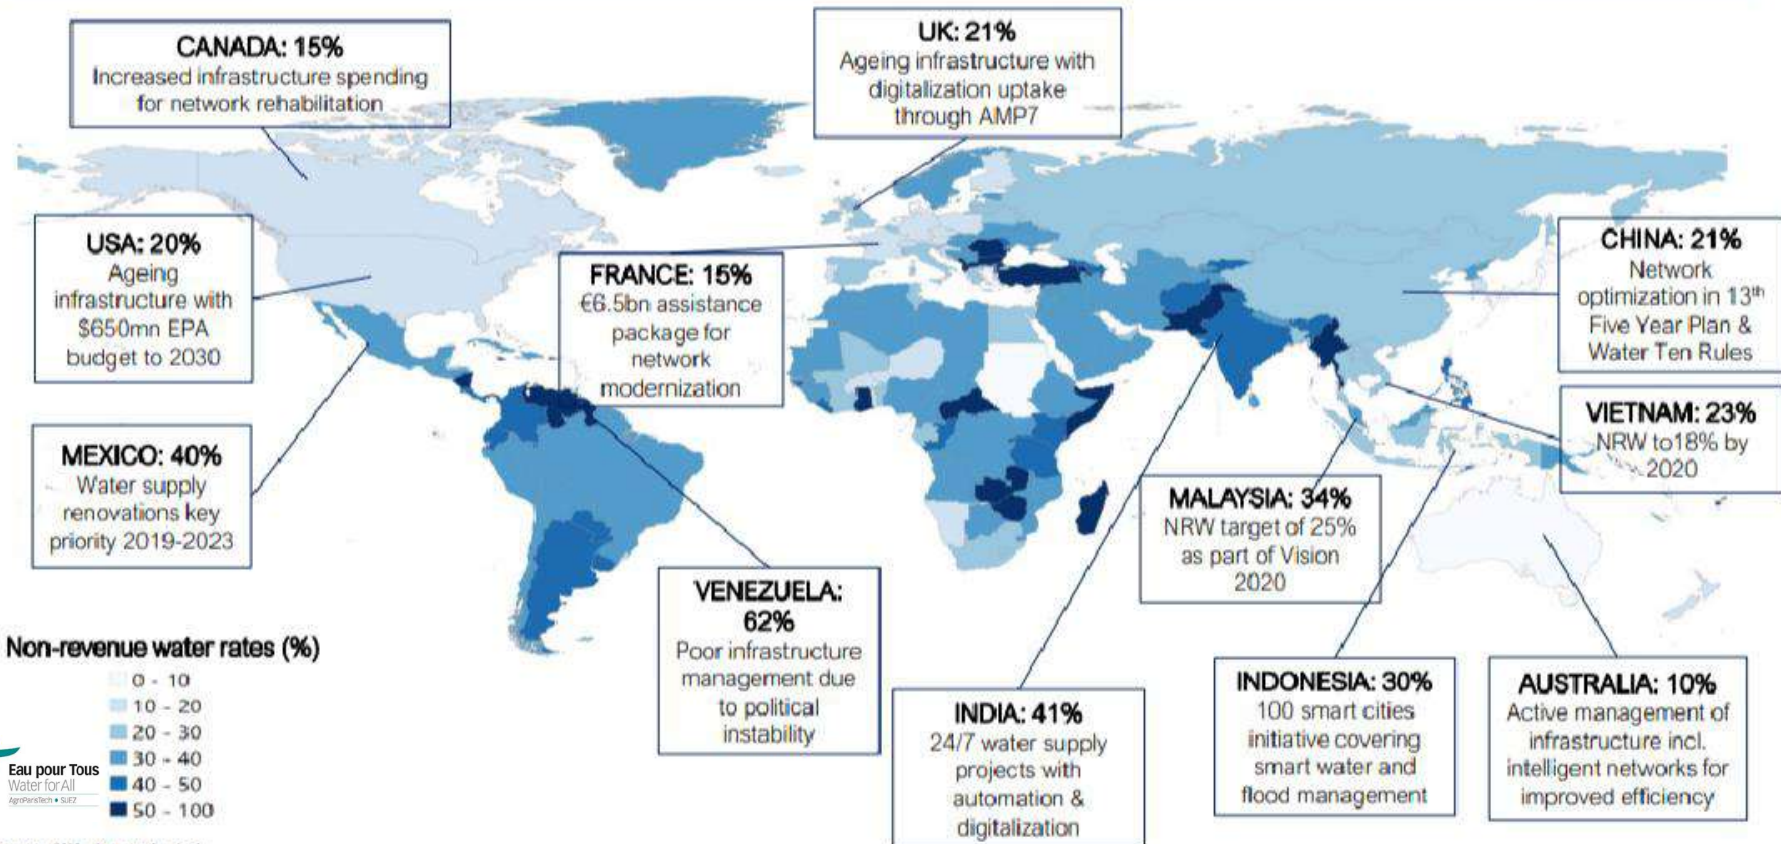 CANADA: 15%
Increased infrastructure spending
for network rehabilitation
UK: 21%
Ageing infrastructure with
digitalization uptake
through AMP7
USA: 20%
Ageing
infrastructure with
$650mn EPA
budget to 2030
FRANCE: 15%
€6.5bn assistance
package for
network
modernization
CHINA: 21%
Network
optimization in 13th
Five Year Plan &
Water Ten Rules
MEXICO: 40%
Water supply
renovations key
priority 2019-2023
VIETNAM: 23%
NRW to18% by
2020
MALAYSIA: 34%
NRW target of 25%
as part of Vision
2020
VENEZUELA:
62%
Poor infrastructure
management due
to political
instability
INDIA: 41%
24/7 water supply
projects with
automation &
digitalization
INDONESIA: 30%
100 smart cities
initiative covering
smart water and
flood management
AUSTRALIA: 10%
Active management of
infrastructure incl.
intelligent networks for
improved efficiency
Non-revenue water rates (%)
0 - 10
10 - 20
20 - 30
30 - 40
40 - 50
50 - 100
Eau pour Tous
Water for All
AgroParisTech • SUEZ